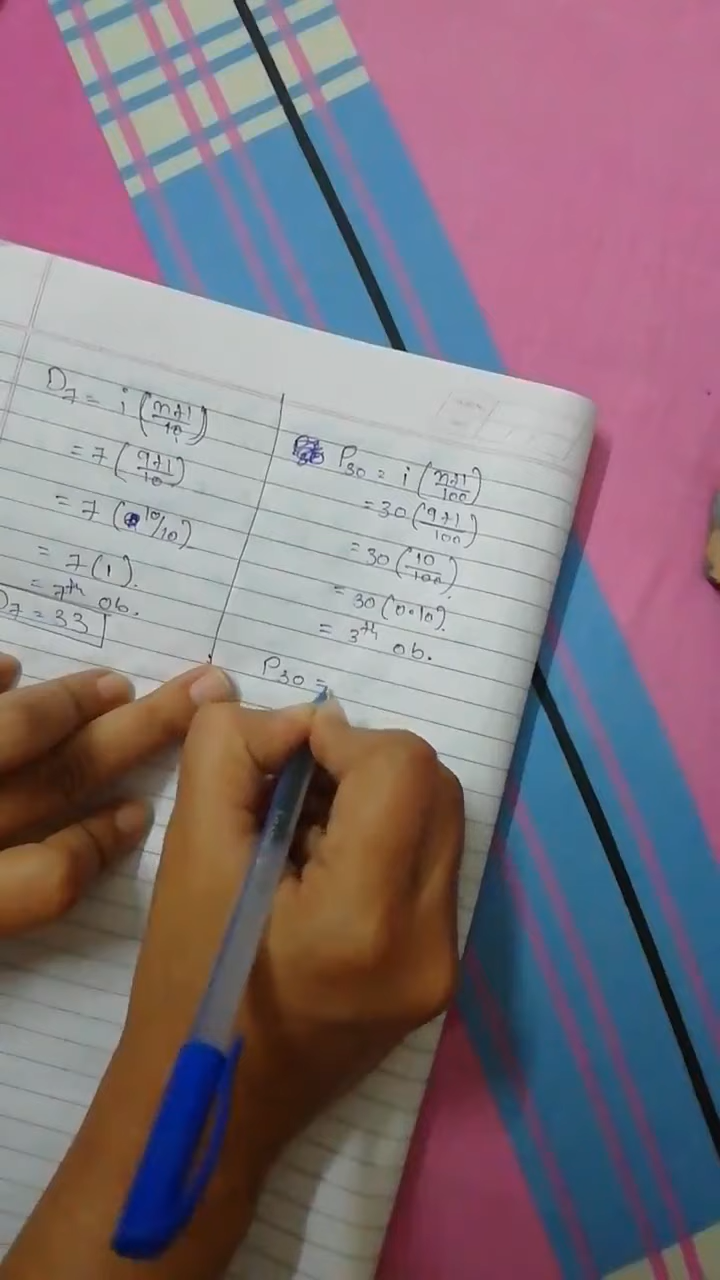 D7 = i (n+1/10)
= 7 (9+1/10)
= 7 (10/10)
= 7 (1).
= 7th ob.
D7 = 33
P30 = i (n+1/100)
= 30 (9+1/100)
= 30 (10/100)
= 30 (0.10)
= 3th ob.
P30 =